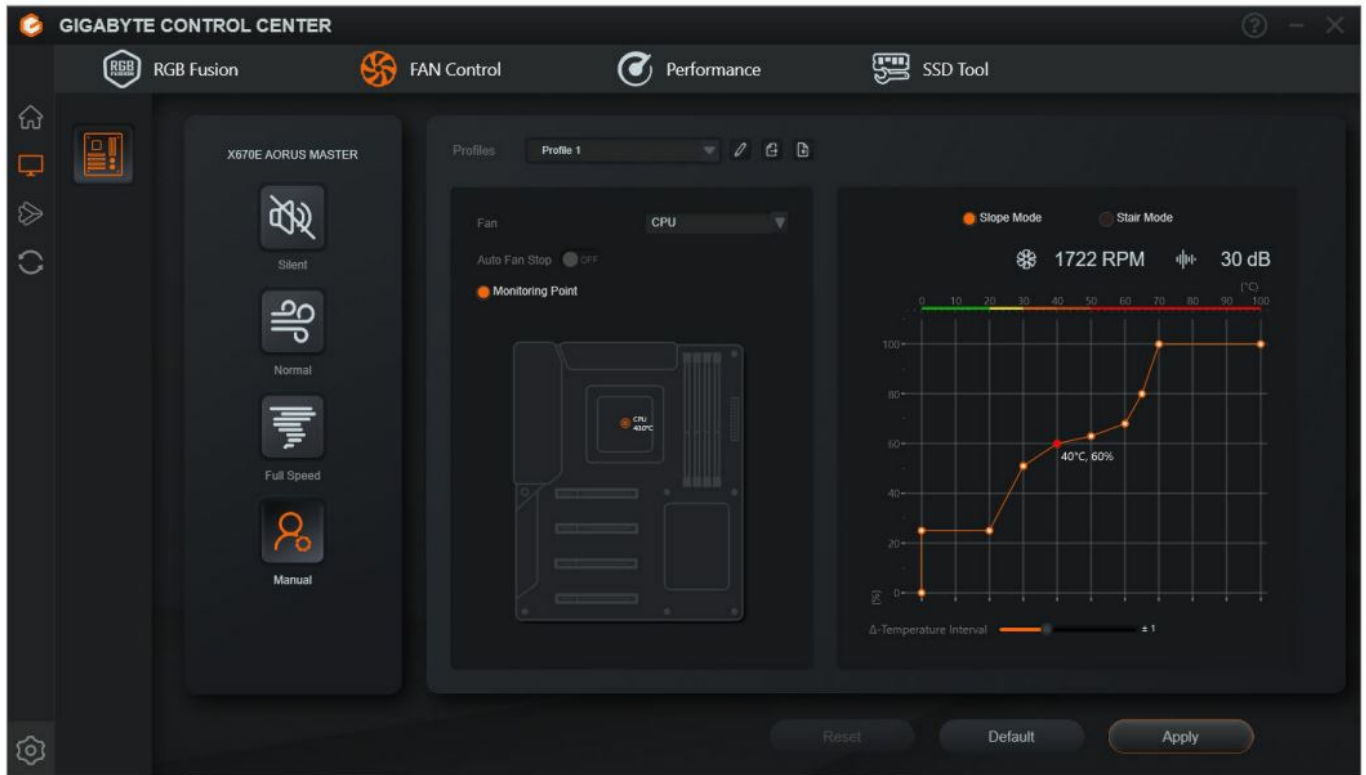 GIGABYTE CONTROL CENTER
RGB Fusion
FAN Control
Performance
SSD Tool
X670E AORUS MASTER
Silent
Normal
Full Speed
Manual
Profiles
Profile 1
Fan
CPU
Auto Fan Stop
OFF
Monitoring Point
CPU
Slope Mode
Stair Mode
1722 RPM
30 dB
(°C)
0 10 20 30 40 50 60 70 80 90 100
100
80
60
40°C, 60%
40
20
(%) 0
Δ-Temperature Interval
± 1
Reset
Default
Apply